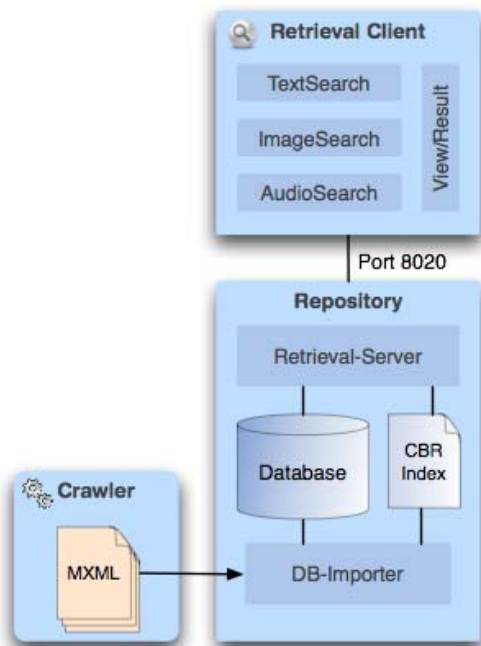 Retrieval Client
TextSearch
ImageSearch
AudioSearch
View/Result
Port 8020
Repository
Retrieval-Server
Database
CBR
Index
Crawler
MXML
DB-Importer